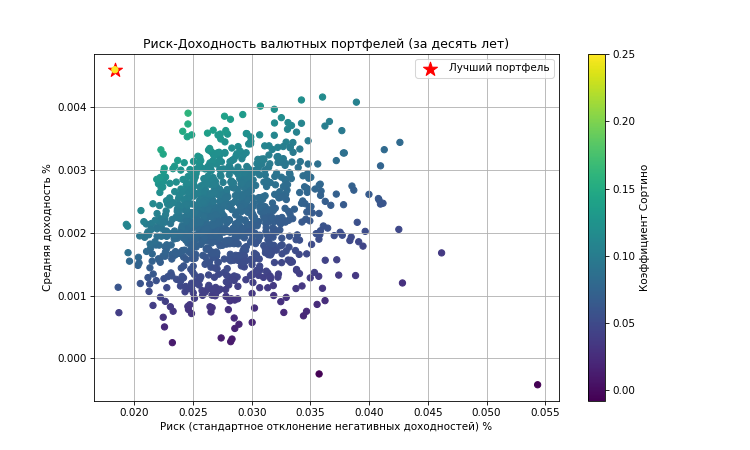 Риск-Доходность валютных портфелей (за десять лет)
Лучший портфель
Средняя доходность %
0.004
0.003
0.002
0.001
0.000
0.020 0.025 0.030 0.035 0.040 0.045 0.050 0.055
Риск (стандартное отклонение негативных доходностей) %
0.25
0.20
0.15
0.10
0.05
0.00
Коэффициент Сортино